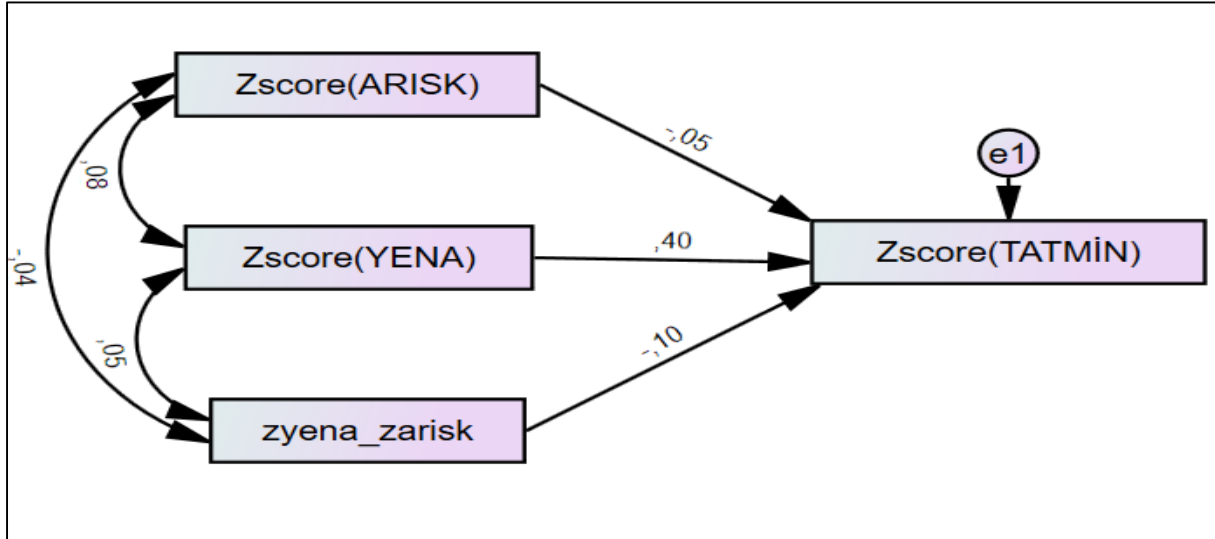 Zscore(ARISK)
-,05
e1
,08
Zscore(YENA)
,40
Zscore(TATMİN)
-,04
,05
-,10
zyena_zarisk